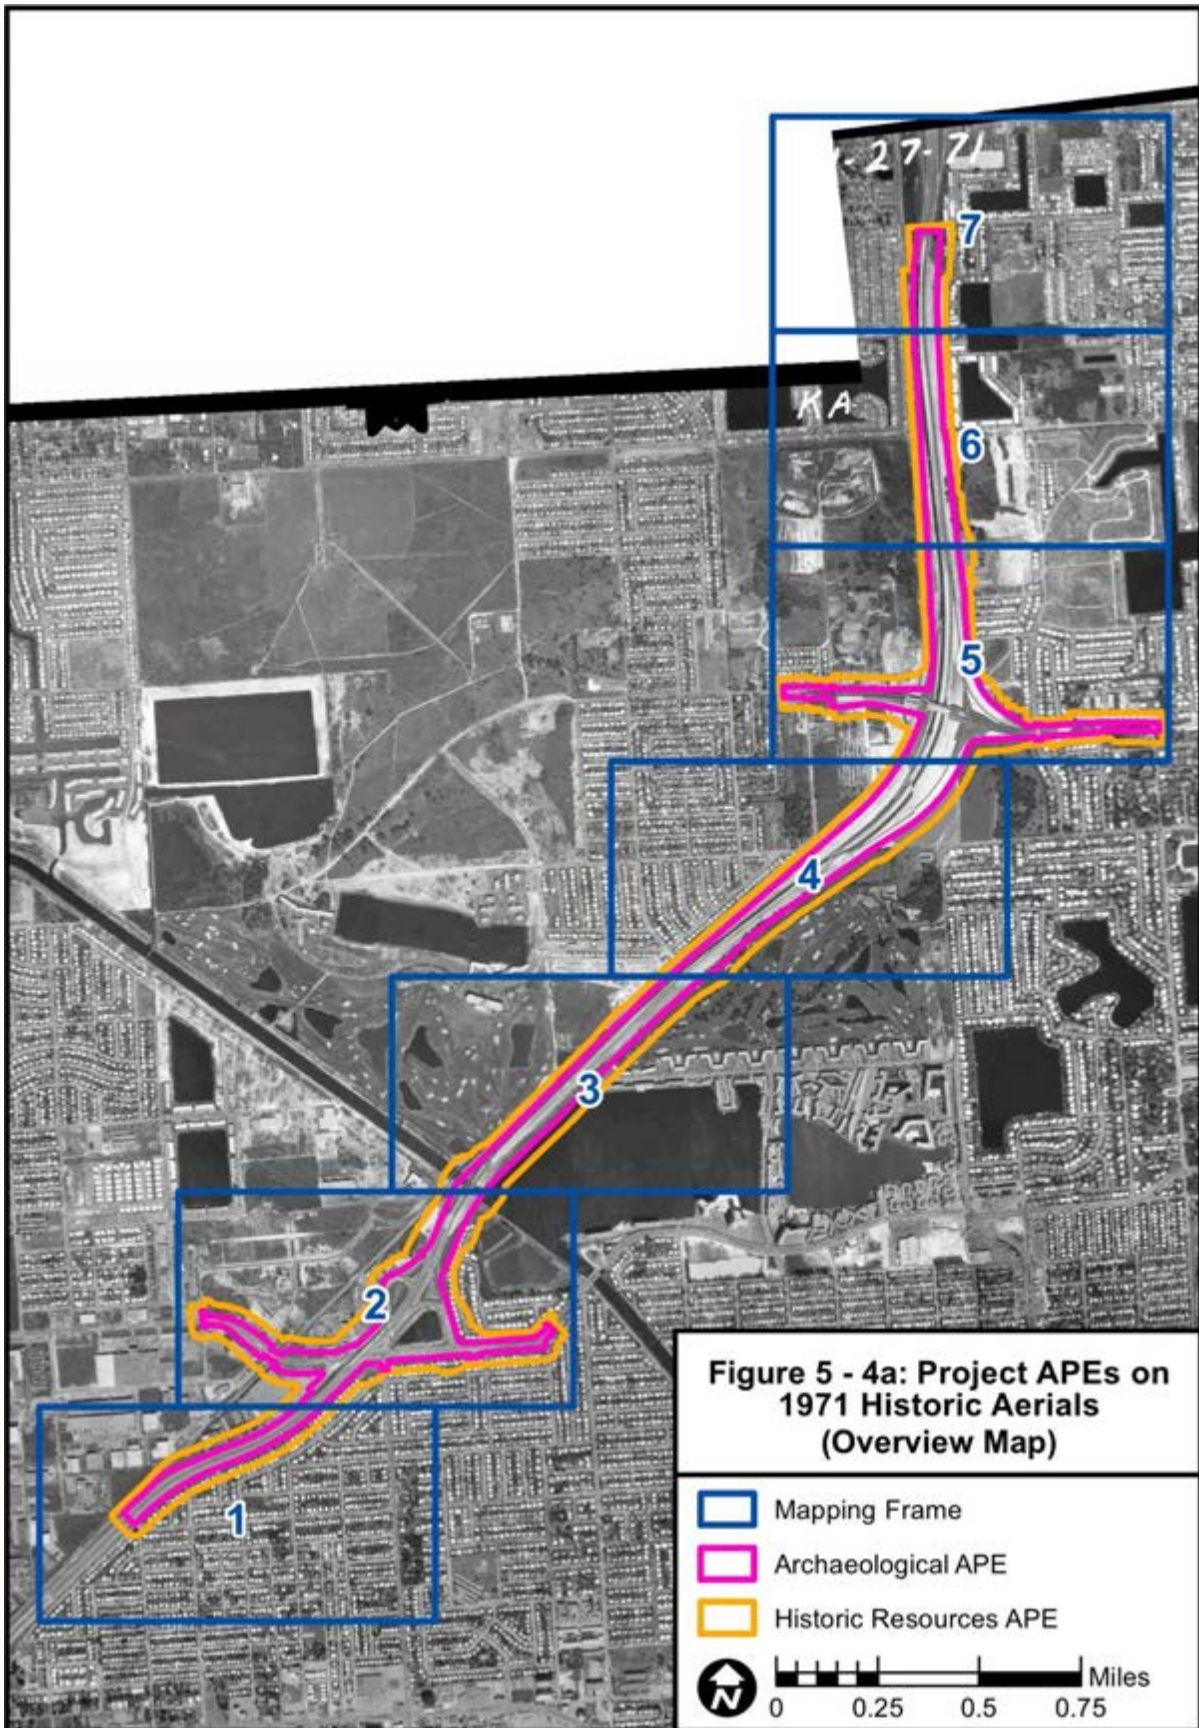 - 27- 71
7
KA
6
5
4
3
2
1
Figure 5 - 4a: Project APEs on
1971 Historic Aerials
(Overview Map)
Mapping Frame
Archaeological APE
Historic Resources APE
N
Miles
0 0.25 0.5 0.75